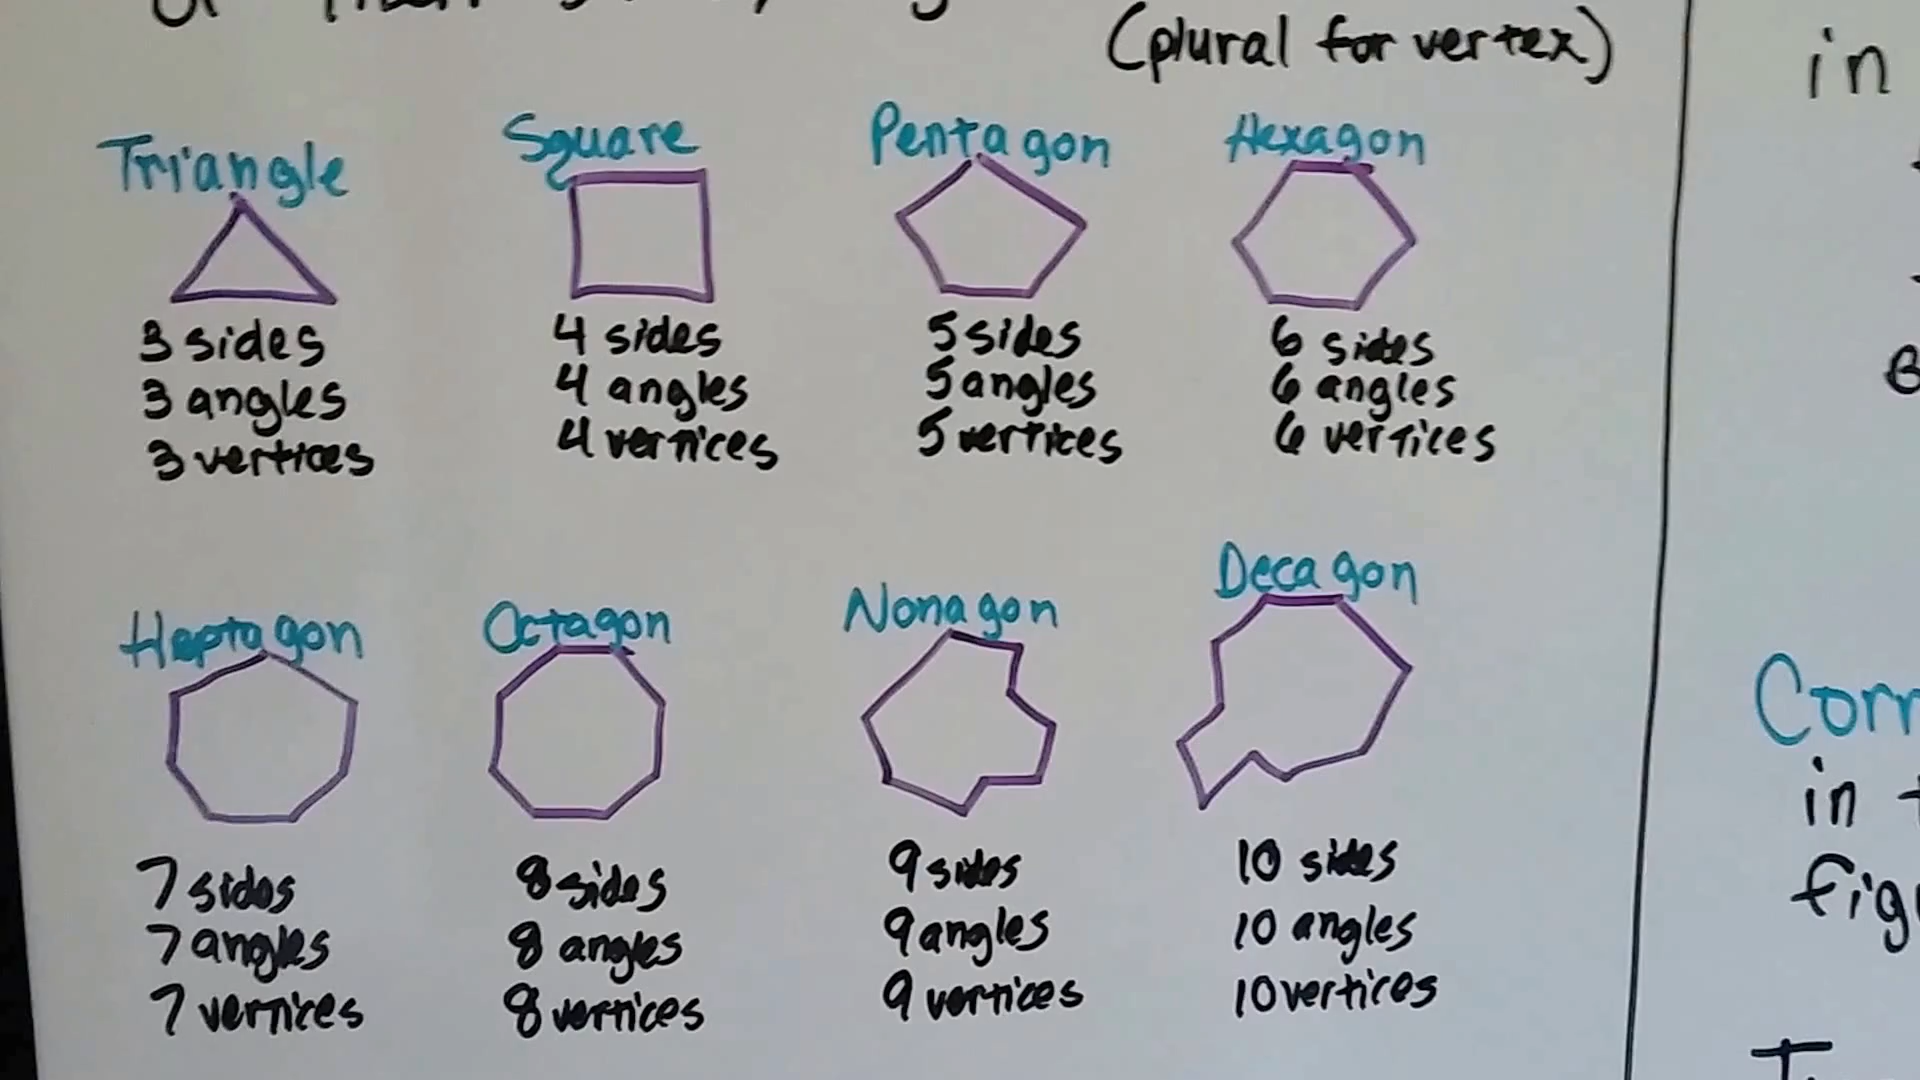 (plural for vertex)
in
Triangle
Square
Pentagon
Hexagon
3 sides
3 angles
3 vertices
4 sides
4 angles
4 vertices
5 sides
5 angles
5 vertices
6 sides
6 angles
6 vertices
Heptagon
Octagon
Nonagon
Decagon
7 sides
7 angles
7 vertices
8 sides
8 angles
8 vertices
9 sides
9 angles
9 vertices
10 sides
10 angles
10 vertices
Corr
in t
figu